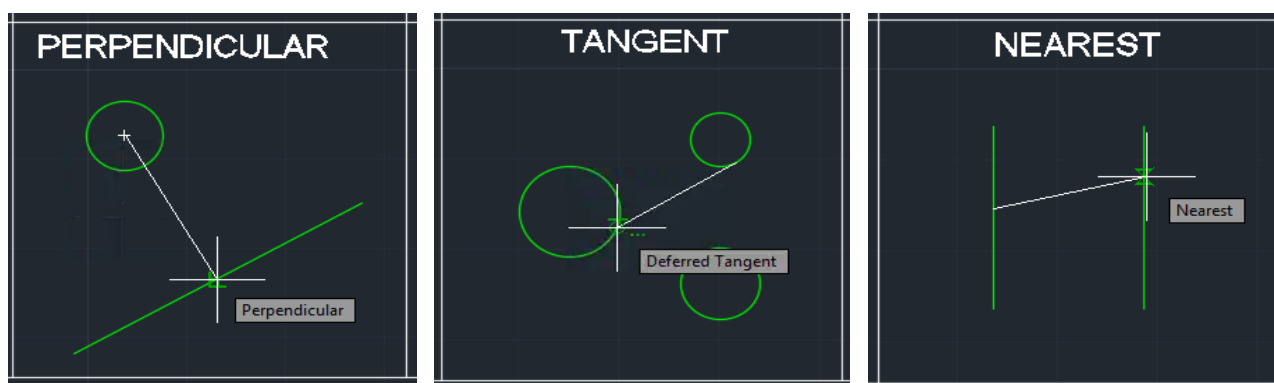 PERPENDICULAR
Perpendicular
TANGENT
Deferred Tangent
NEAREST
Nearest